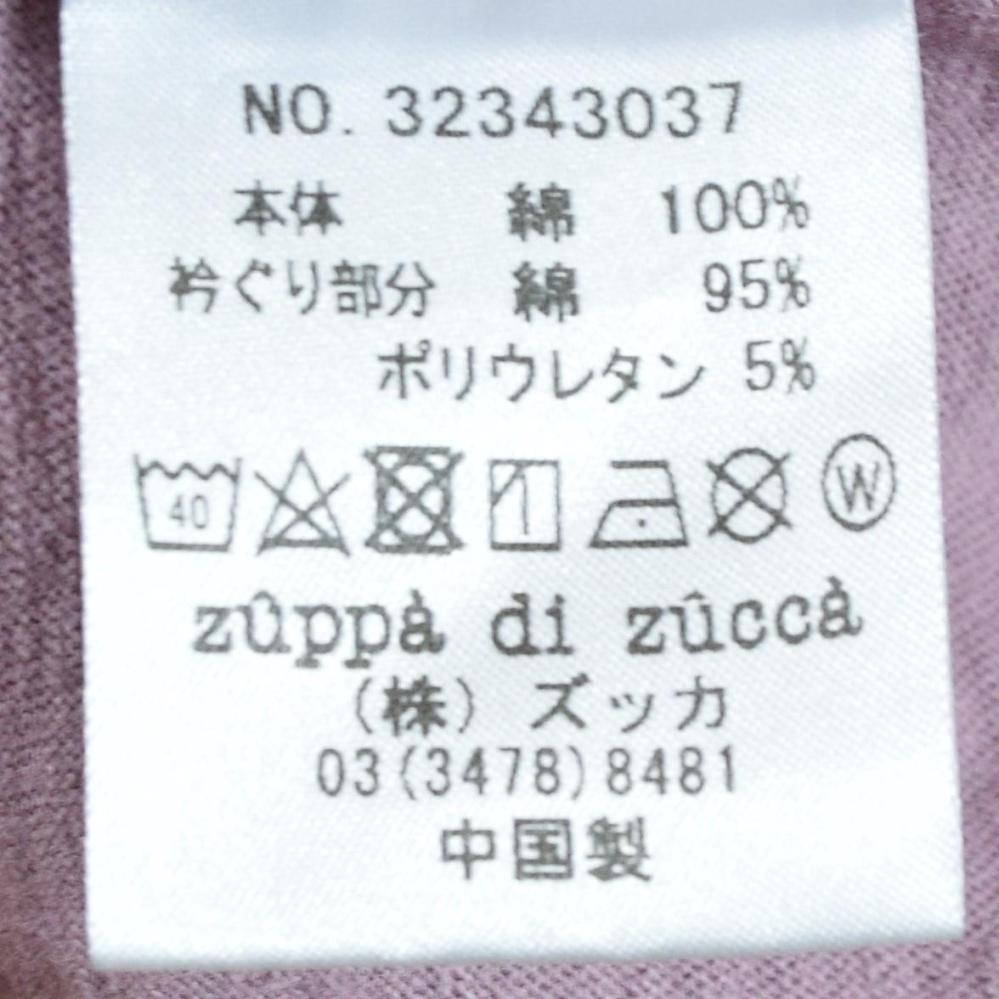 NO. 32343037
本体 綿 100%
衿ぐり部分 綿 95%
ポリウレタン 5%
40 W
zûppà di zûccà
(株) ズッカ
03(3478)8481
中国製